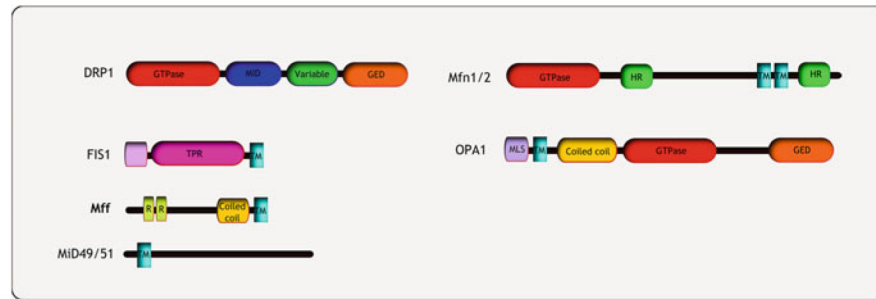 DRP1 GTPase MID Variable GED
FIS1 TPR TM
Mff R R Coiled coil TM
MiD49/51 TM
Mfn1/2 GTPase HR TM TM HR
OPA1 MLS TM Coiled coil GTPase GED